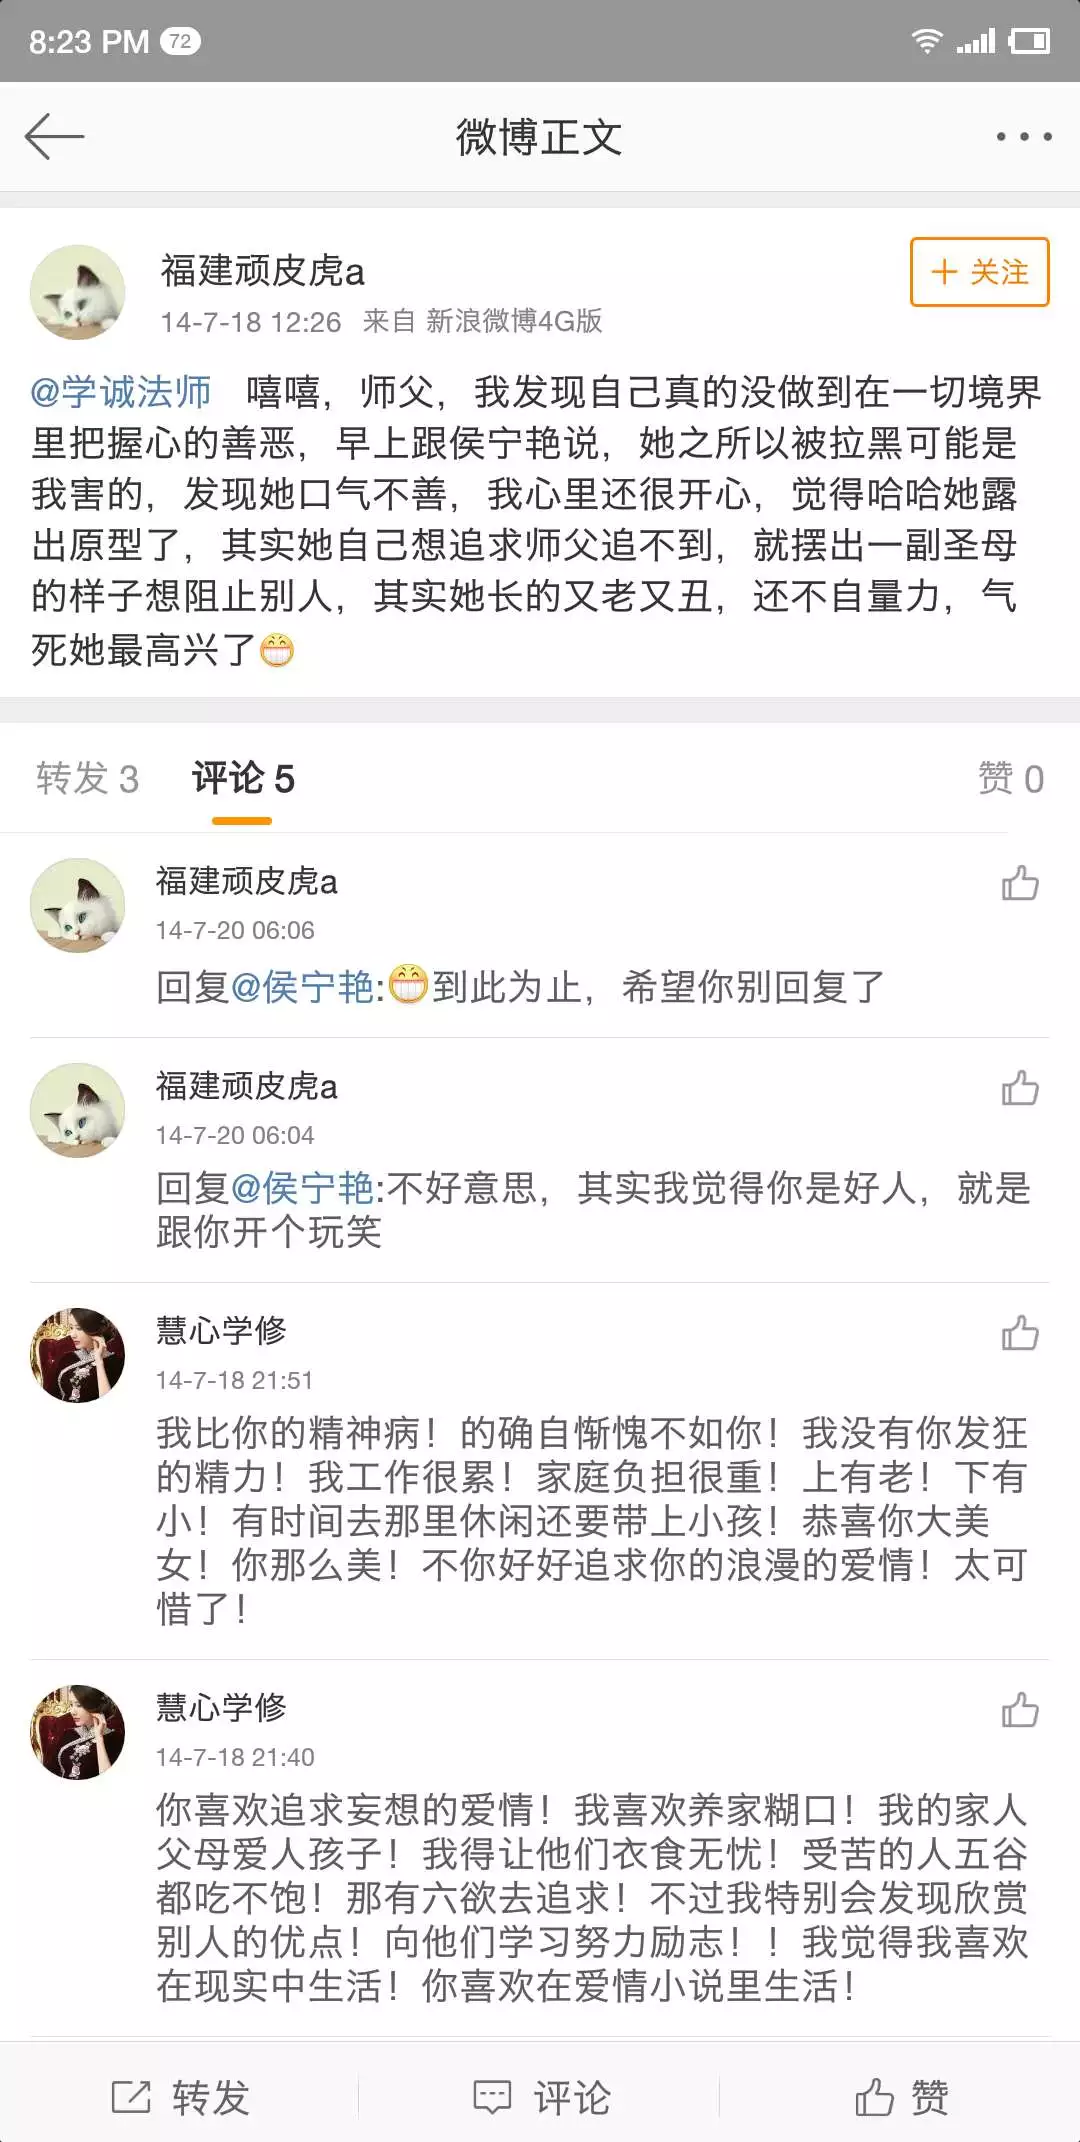 8:23 PM 72
微博正文
福建顽皮虎a
+ 关注
14-7-18 12:26 来自 新浪微博4G版
@学诚法师 嘻嘻，师父，我发现自己真的没做到在一切境界
里把握心的善恶，早上跟侯宁艳说，她之所以被拉黑可能是
我害的，发现她口气不善，我心里还很开心，觉得哈哈她露
出原型了，其实她自己想追求师父追不到，就摆出一副圣母
的样子想阻止别人，其实她长的又老又丑，还不自量力，气
死她最高兴了
转发 3 评论 5 赞 0
福建顽皮虎a
14-7-20 06:06
回复@侯宁艳:到此为止，希望你别回复了
福建顽皮虎a
14-7-20 06:04
回复@侯宁艳:不好意思，其实我觉得你是好人，就是
跟你开个玩笑
慧心学修
14-7-18 21:51
我比你的精神病！的确自惭愧不如你！我没有你发狂
的精力！我工作很累！家庭负担很重！上有老！下有
小！有时间去那里休闲还要带上小孩！恭喜你大美
女！你那么美！不你好好追求你的浪漫的爱情！太可
惜了！
慧心学修
14-7-18 21:40
你喜欢追求妄想的爱情！我喜欢养家糊口！我的家人
父母爱人孩子！我得让他们衣食无忧！受苦的人五谷
都吃不饱！那有六欲去追求！不过我特别会发现欣赏
别人的优点！向他们学习努力励志！！我觉得我喜欢
在现实中生活！你喜欢在爱情小说里生活！
转发 评论 赞